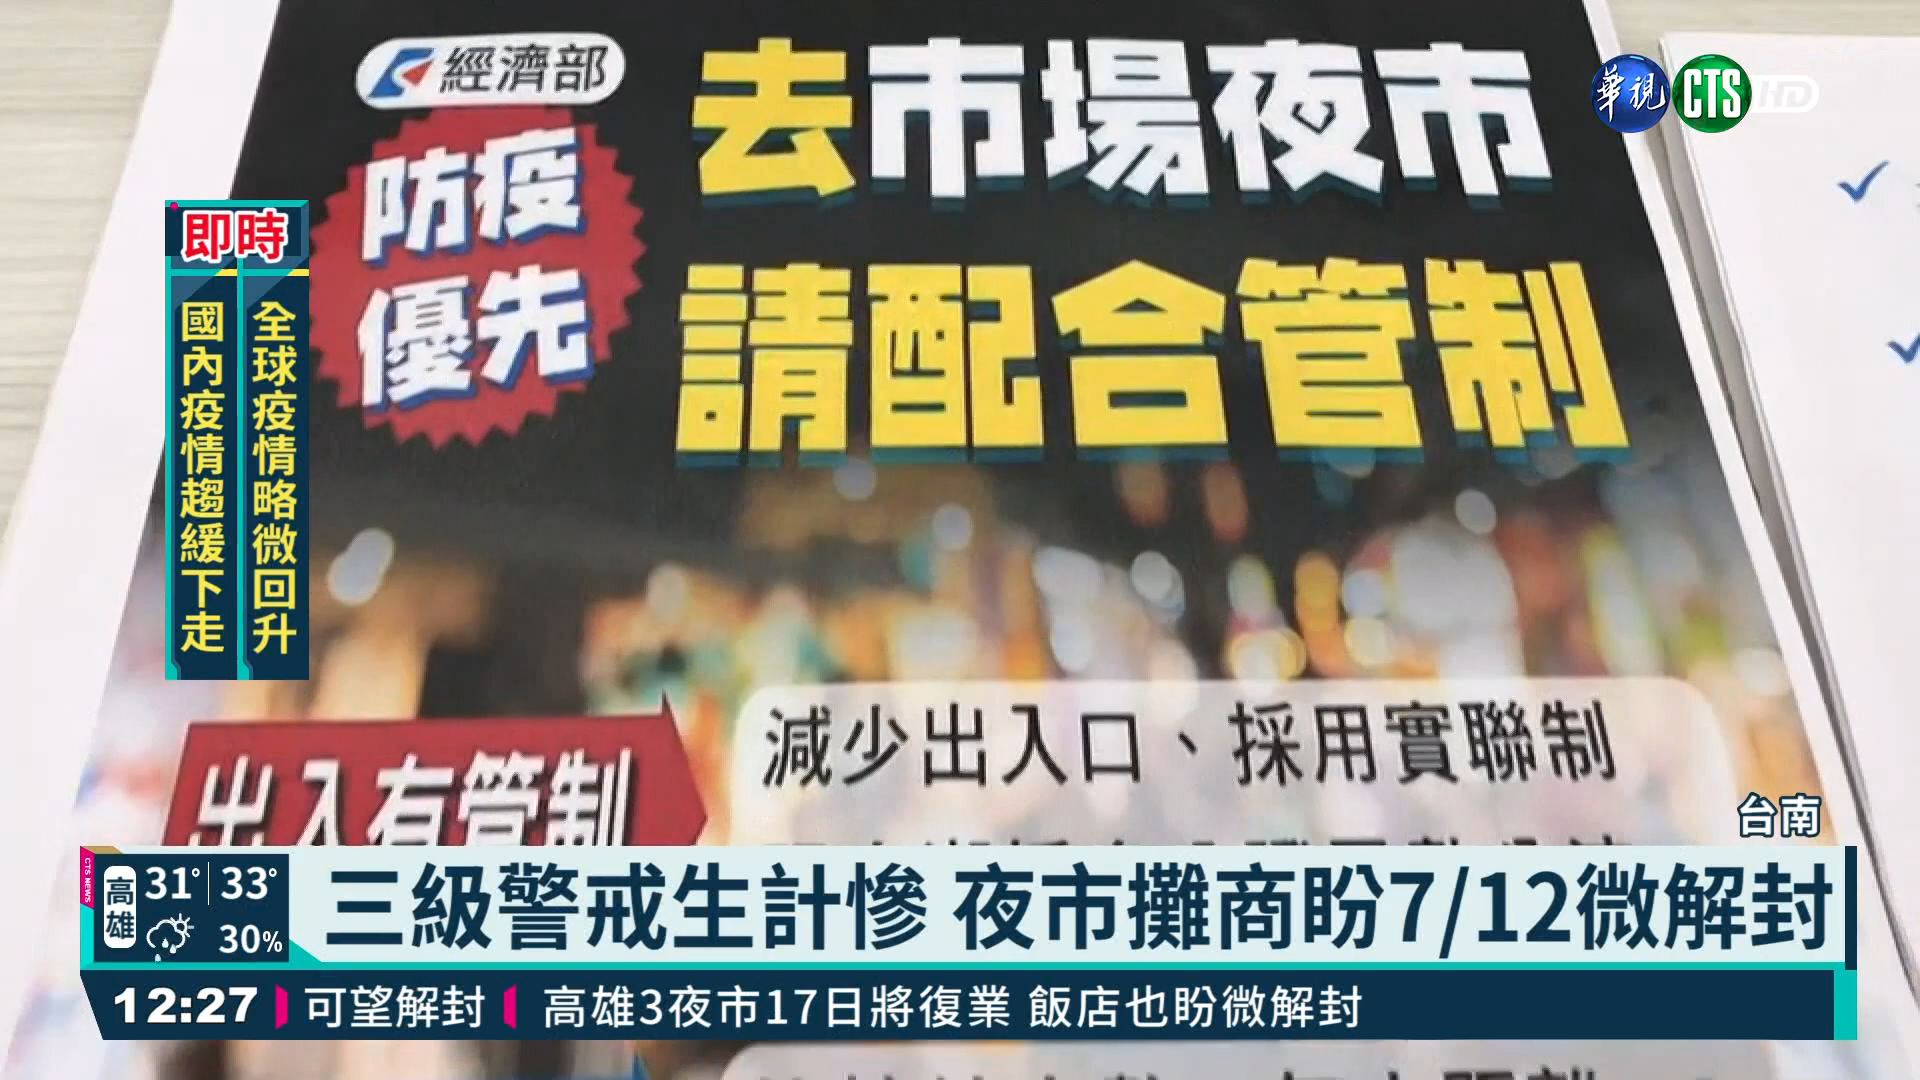 經濟部
防疫
優先
去市場夜市
請配合管制
華視 CTS HD
即時
全球疫情略微回升
國內疫情趨緩下走
減少出入口、採用實聯制
出入有管制
台南
CTS NEWS
高雄
31° 33°
30%
三級警戒生計慘 夜市攤商盼7/12微解封
12:27 可望解封 高雄3夜市17日將復業 飯店也盼微解封